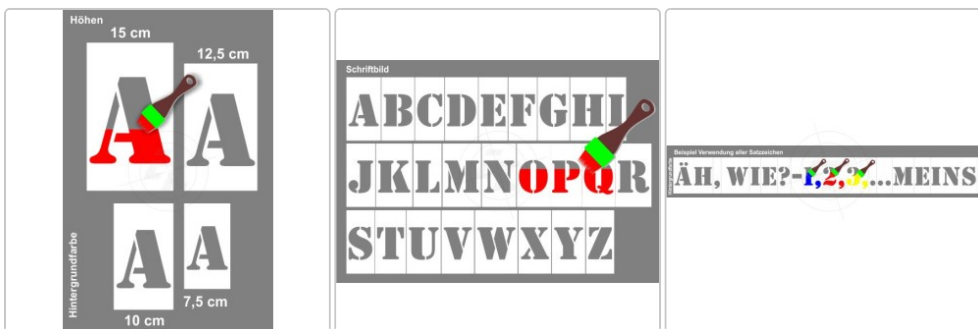 Höhen
15 cm
12,5 cm
A
A
A
A
7,5 cm
10 cm
Hintergrundfarbe
Schriftbild
ABCDEFGHI
JKLMNOPQR
STUVWXYZ
Beispiel Verwendung aller Satzzeichen
ÄH, WIE?-1,2,3,...MEINS